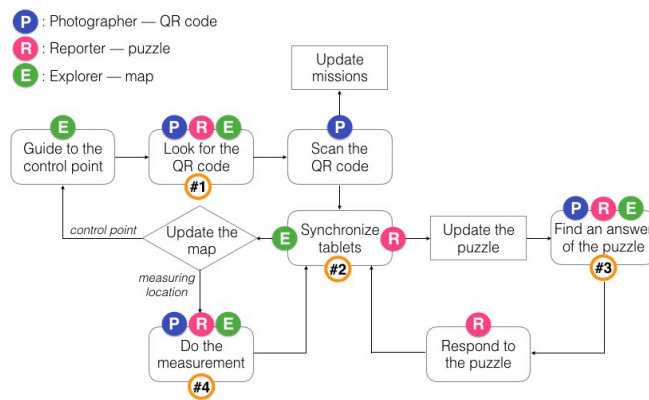 P : Photographer — QR code
R : Reporter — puzzle
E : Explorer — map
Update
missions
E
Guide to the
control point
P R E
Look for the
QR code
#1
P
Scan the
QR code
control point
Update the
map
measuring
location
E
Synchronize
tablets
R
#2
Update the
puzzle
P R E
Find an answer
of the puzzle
#3
P R E
Do the
measurement
#4
R
Respond to
the puzzle